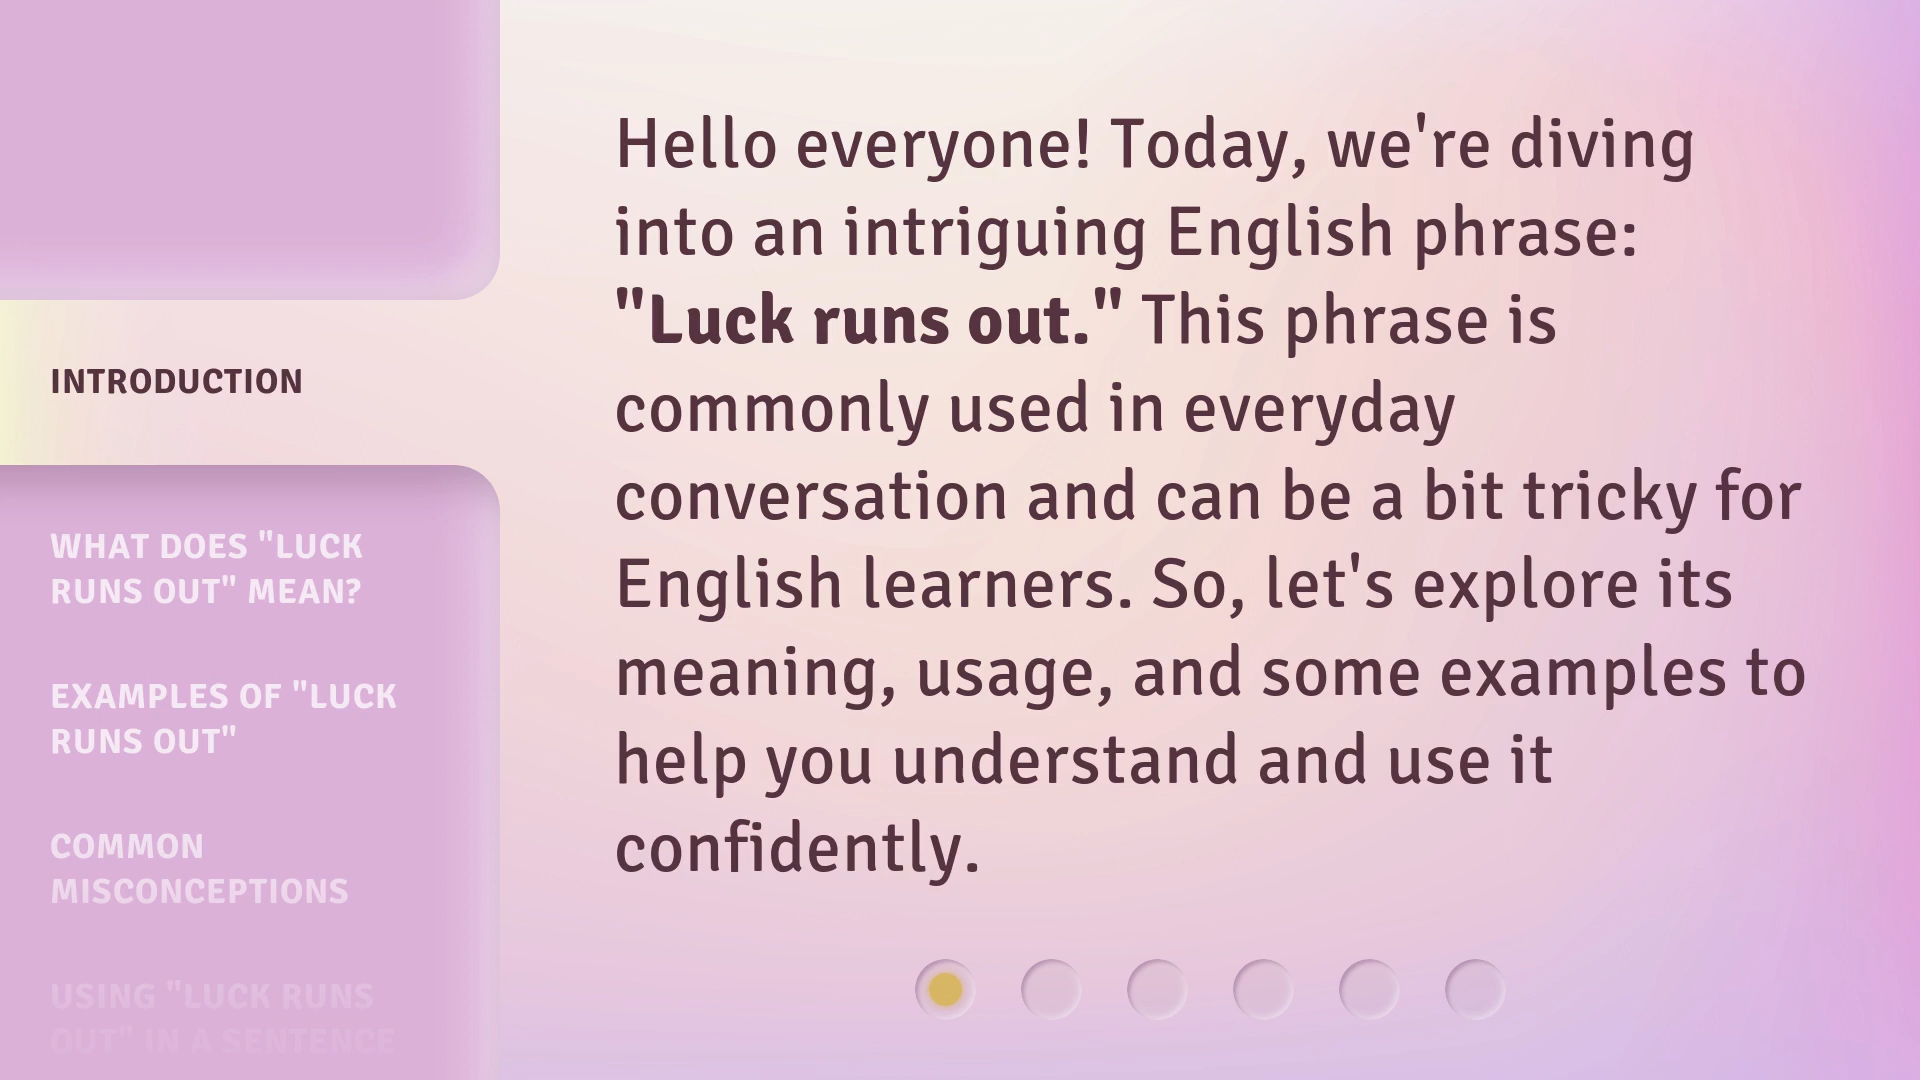 INTRODUCTION
WHAT DOES "LUCK
RUNS OUT" MEAN?
EXAMPLES OF "LUCK
RUNS OUT"
COMMON
MISCONCEPTIONS
USING "LUCK RUNS
OUT" IN A SENTENCE
Hello everyone! Today, we're diving
into an intriguing English phrase:
"Luck runs out." This phrase is
commonly used in everyday
conversation and can be a bit tricky for
English learners. So, let's explore its
meaning, usage, and some examples to
help you understand and use it
confidently.